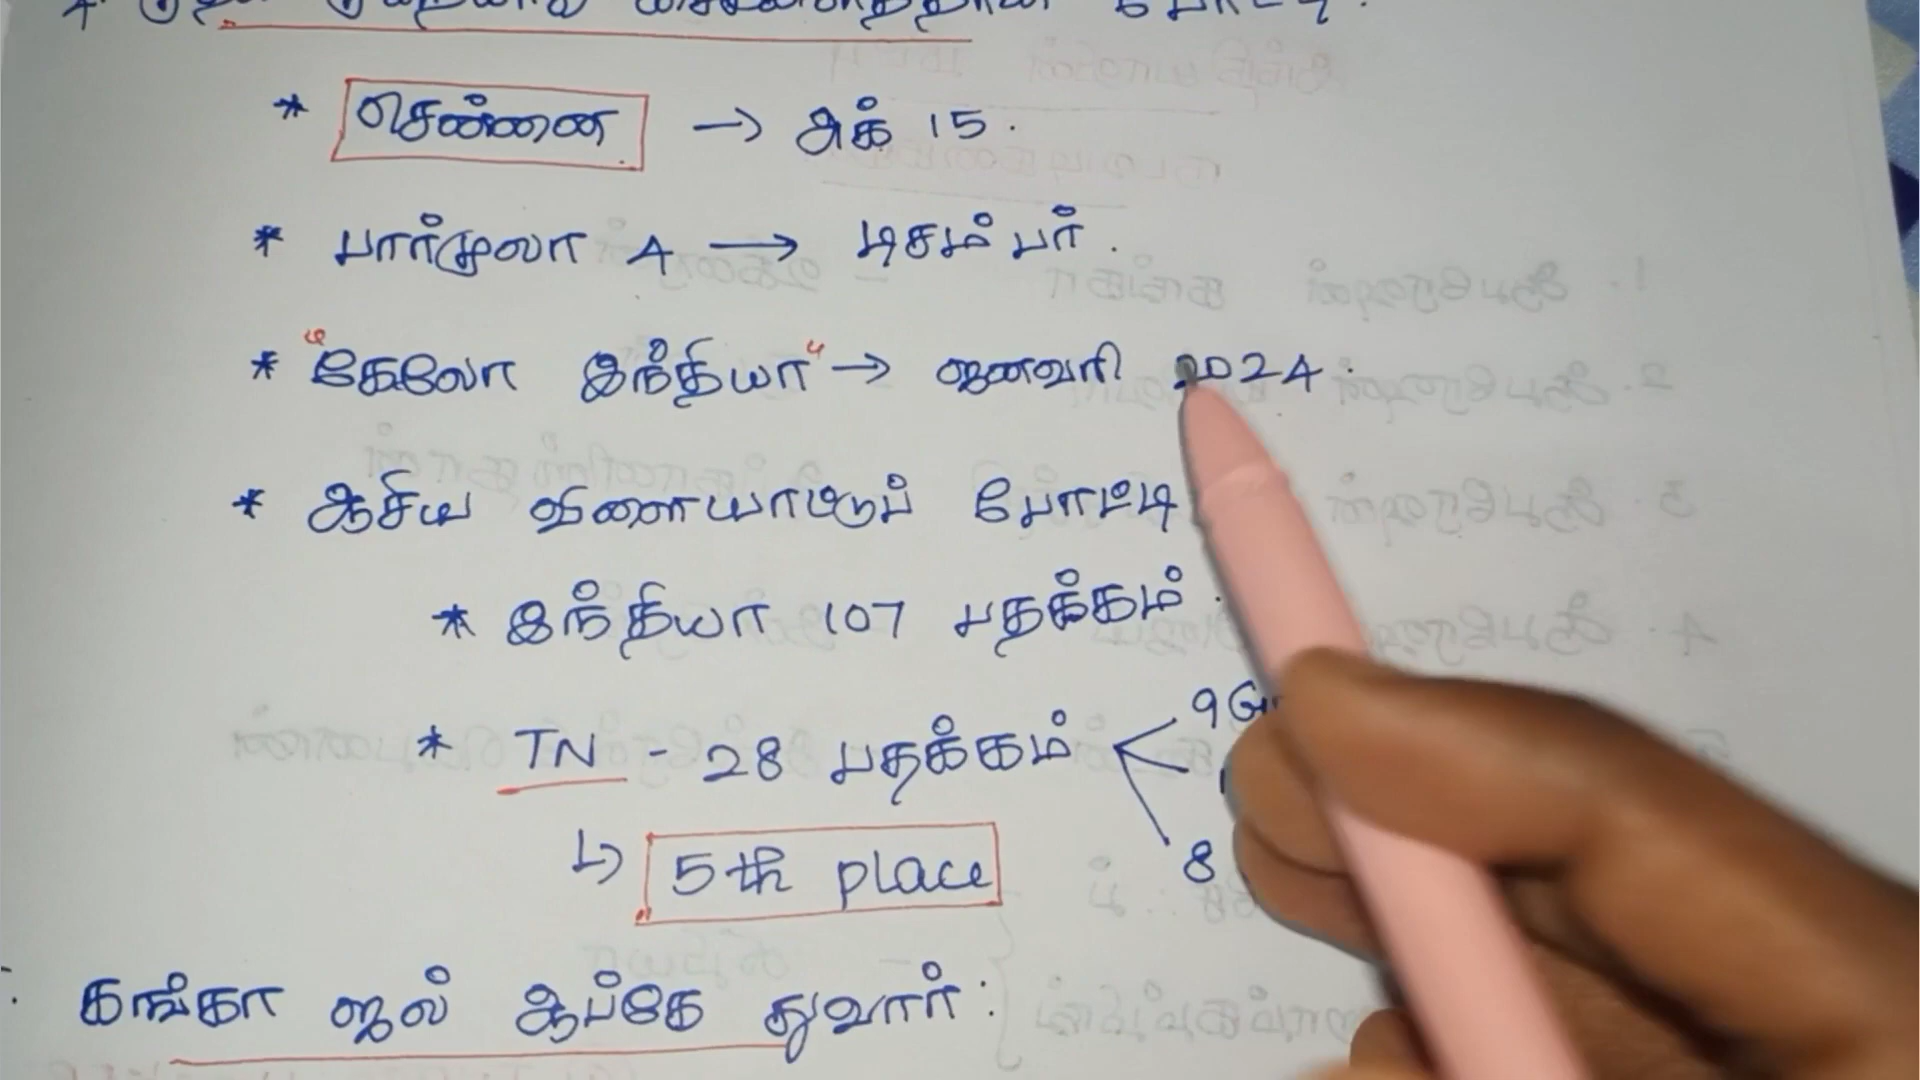 * சென்னை → அக் 15.
* பார்முலா 4 → டிசம்பர்.
* "கேலோ இந்தியா" → ஜனவரி 2024.
* ஆசிய விளையாட்டுப் போட்டி
* இந்தியா 107 பதக்கம்.
* TN - 28 பதக்கம் 9
8
↳ 5th place
கங்கா ஜல் ஆப்கே துவார் :